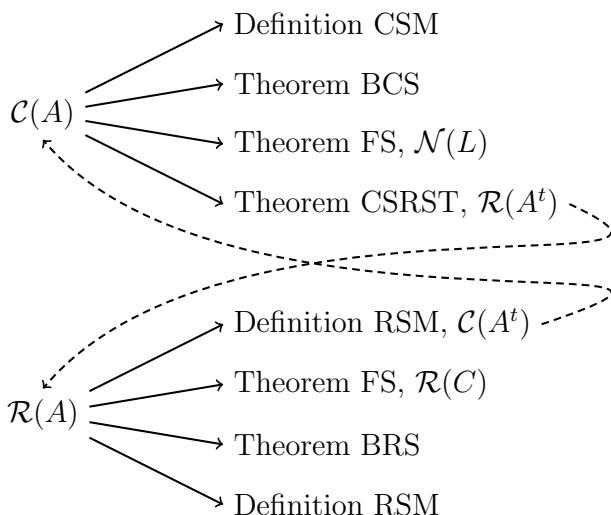 Definition CSM
Theorem BCS
𝒞(A)
Theorem FS, 𝒩(L)
Theorem CSRST, ℛ(Aᵗ)
Definition RSM, 𝒞(Aᵗ)
Theorem FS, ℛ(C)
ℛ(A)
Theorem BRS
Definition RSM